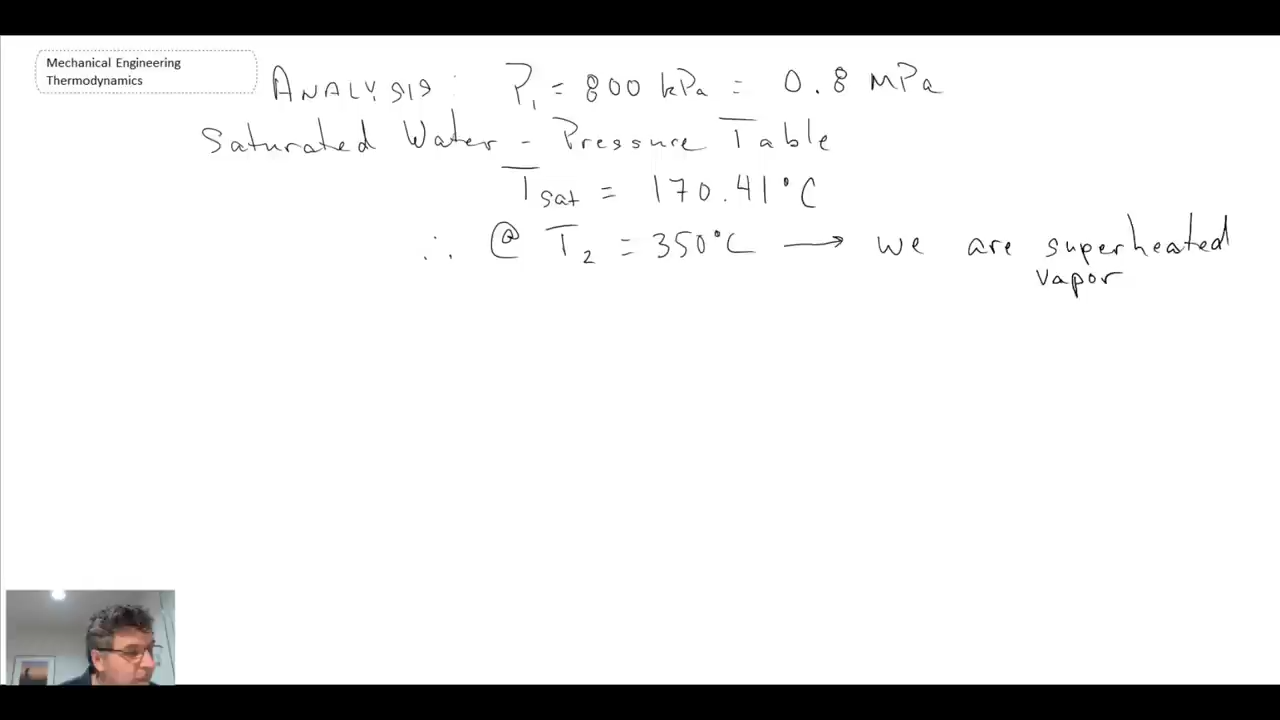 Mechanical Engineering
Thermodynamics
ANALYSIS: P₁ = 800 kPa = 0.8 MPa
Saturated Water - Pressure Table
Tsat = 170.41°C
∴ @ T₂ = 350°C → we are superheated
vapor